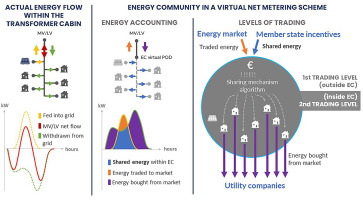 ACTUAL ENERGY FLOW
WITHIN THE
TRANSFORMER CABIN
MV/LV
kW
hours
Fed into grid
MV/LV net flow
Withdrawn from
grid
ENERGY COMMUNITY IN A VIRTUAL NET METERING SCHEME
ENERGY ACCOUNTING
MV/LV
EC virtual POD
kW
hours
Shared energy within EC
Energy traded to market
Energy bought from market
LEVELS OF TRADING
Energy market
Member state incentives
Traded energy
Shared energy
€
!!!!!!
Sharing mechanism
algorithm
1ST TRADING LEVEL
(outside EC)
(inside EC)
2ND TRADING LEVEL
Energy bought
from market
Utility companies